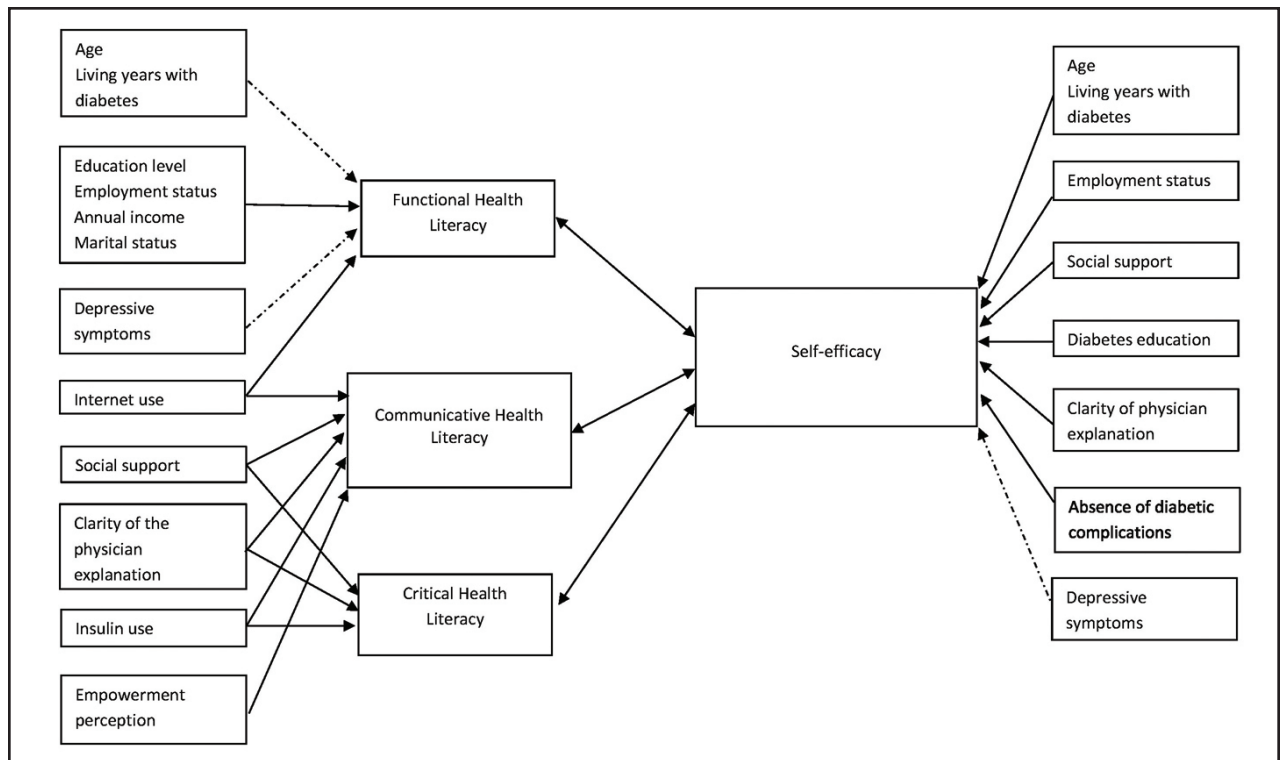 Age
Living years with
diabetes
Education level
Employment status
Annual income
Marital status
Depressive
symptoms
Internet use
Social support
Clarity of the
physician
explanation
Insulin use
Empowerment
perception
Functional Health
Literacy
Communicative Health
Literacy
Critical Health
Literacy
Self-efficacy
Age
Living years with
diabetes
Employment status
Social support
Diabetes education
Clarity of physician
explanation
Absence of diabetic
complications
Depressive
symptoms